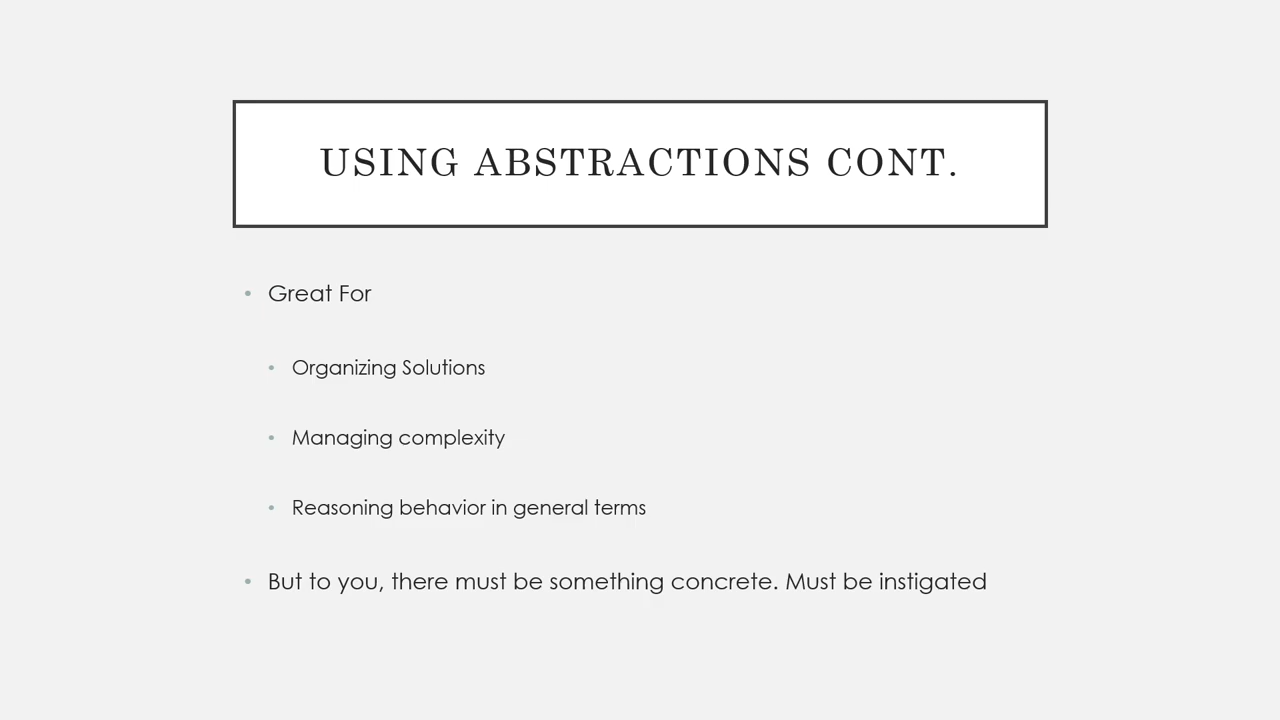 USING ABSTRACTIONS CONT.
• Great For
• Organizing Solutions
• Managing complexity
• Reasoning behavior in general terms
• But to you, there must be something concrete. Must be instigated